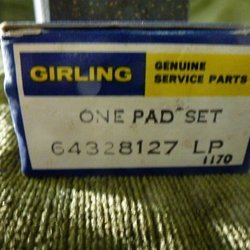 GIRLING
GENUINE
SERVICE PARTS
ONE PAD SET
64328127 LP
1170